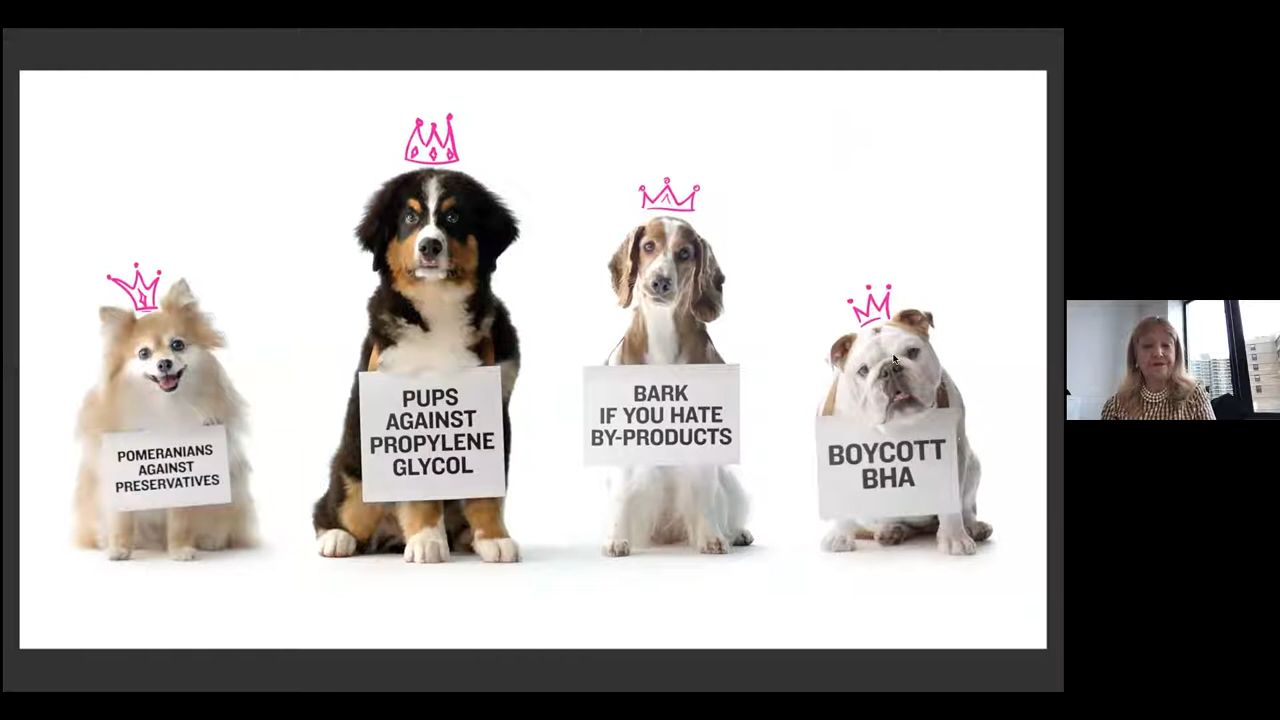 POMERANIANS
AGAINST
PRESERVATIVES
PUPS
AGAINST
PROPYLENE
GLYCOL
BARK
IF YOU HATE
BY-PRODUCTS
BOYCOTT
BHA